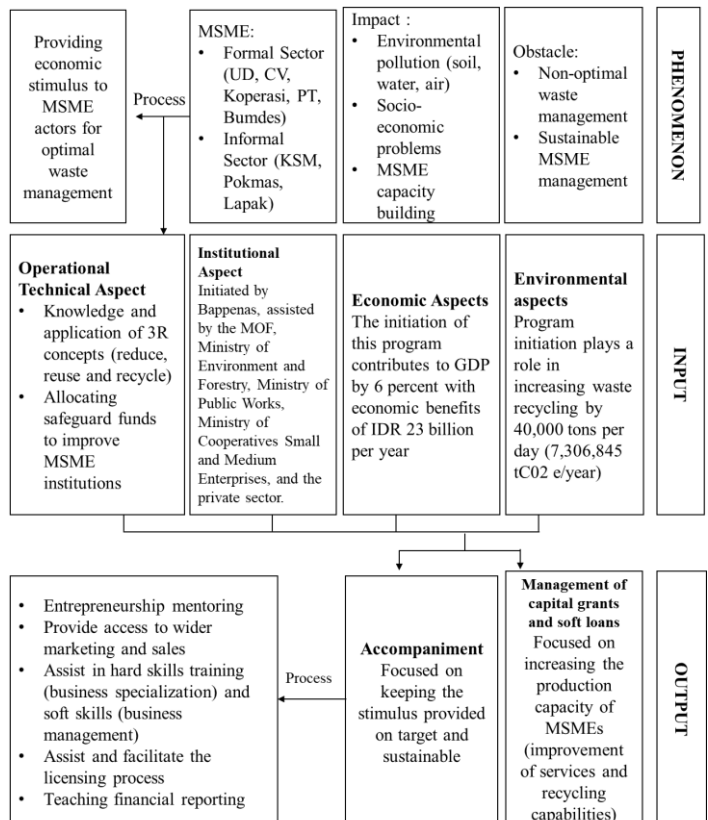 Providing
economic
stimulus to
MSME
actors for
optimal
waste
management
Process
MSME:
• Formal Sector
(UD, CV,
Koperasi, PT,
Bumdes)
• Informal
Sector (KSM,
Pokmas,
Lapak)
Impact :
• Environmental
pollution (soil,
water, air)
• Socio-
economic
problems
• MSME
capacity
building
Obstacle:
• Non-optimal
waste
management
• Sustainable
MSME
management
PHENOMENON
Operational
Technical Aspect
• Knowledge and
application of 3R
concepts (reduce,
reuse and recycle)
• Allocating
safeguard funds
to improve
MSME
institutions
Institutional
Aspect
Initiated by
Bappenas, assisted
by the MOF,
Ministry of
Environment and
Forestry, Ministry of
Public Works,
Ministry of
Cooperatives Small
and Medium
Enterprises, and the
private sector.
Economic Aspects
The initiation of
this program
contributes to GDP
by 6 percent with
economic benefits
of IDR 23 billion
per year
Environmental
aspects
Program
initiation plays a
role in
increasing waste
recycling by
40,000 tons per
day (7,306,845
tC02 e/year)
INPUT
• Entrepreneurship mentoring
• Provide access to wider
marketing and sales
• Assist in hard skills training
(business specialization) and
soft skills (business
management)
• Assist and facilitate the
licensing process
• Teaching financial reporting
Process
Accompaniment
Focused on
keeping the
stimulus provided
on target and
sustainable
Management of
capital grants
and soft loans
Focused on
increasing the
production
capacity of
MSMEs
(improvement
of services and
recycling
capabilities)
OUTPUT